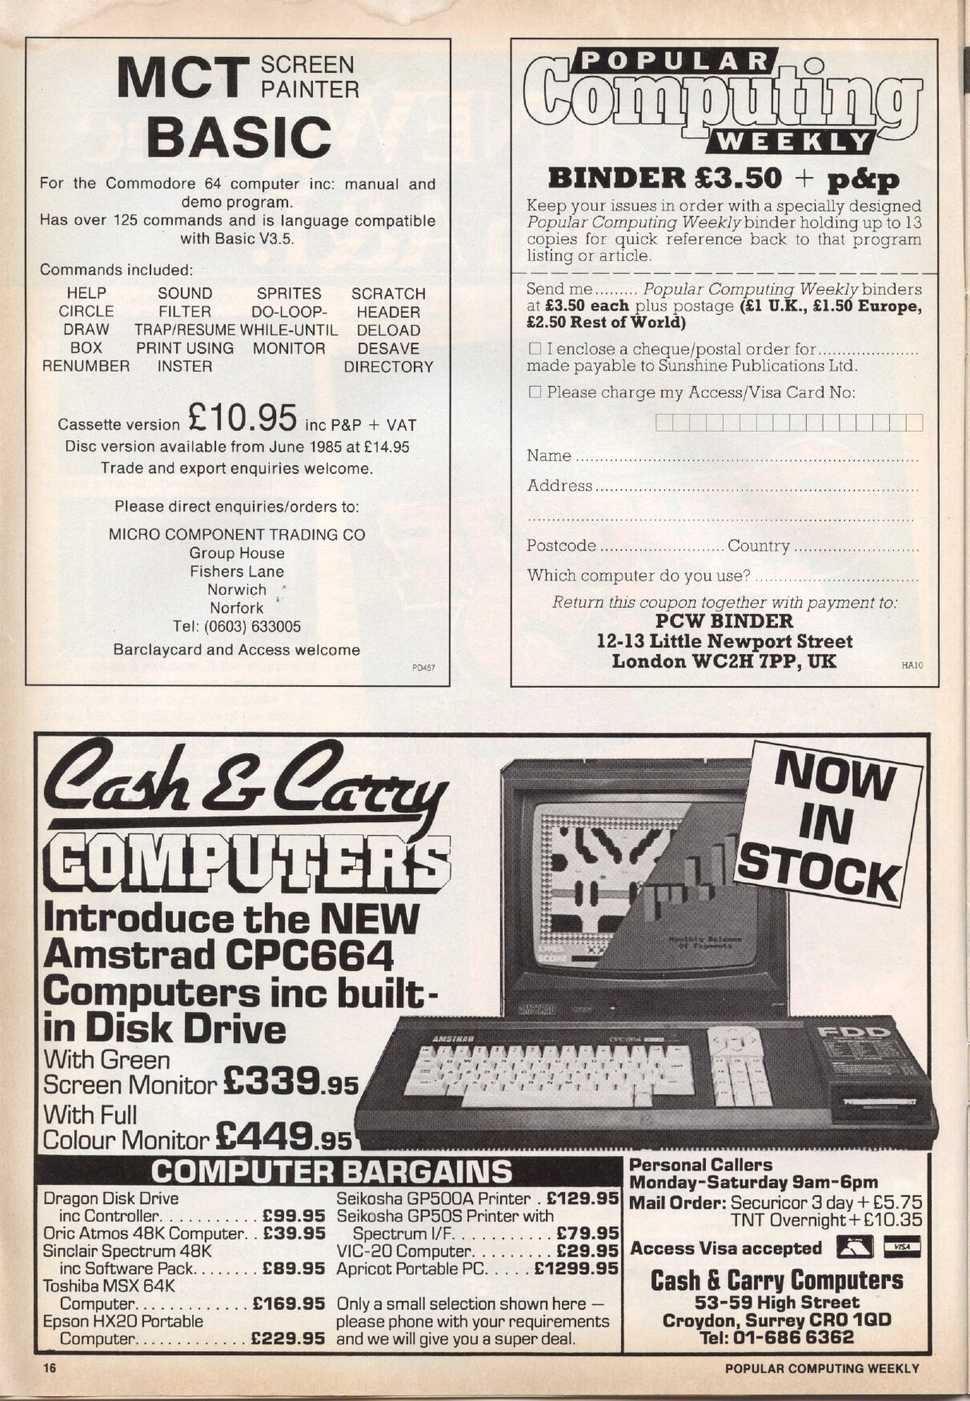 MCT SCREEN PAINTER
BASIC
For the Commodore 64 computer inc: manual and
demo program.
Has over 125 commands and is language compatible
with Basic V3.5.
Commands included:
HELP SOUND SPRITES SCRATCH
CIRCLE FILTER DO-LOOP- HEADER
DRAW TRAP/RESUME WHILE-UNTIL DELOAD
BOX PRINT USING MONITOR DESAVE
RENUMBER INSTER DIRECTORY
Cassette version £10.95 inc P&P + VAT
Disc version available from June 1985 at £14.95
Trade and export enquiries welcome.
Please direct enquiries/orders to:
MICRO COMPONENT TRADING CO
Group House
Fishers Lane
Norwich
Norfork
Tel: (0603) 633005
Barclaycard and Access welcome
PD457
POPULAR
Computing
WEEKLY
BINDER £3.50 + p&p
Keep your issues in order with a specially designed
Popular Computing Weekly binder holding up to 13
copies for quick reference back to that program
listing or article.
Send me......... Popular Computing Weekly binders
at £3.50 each plus postage (£1 U.K., £1.50 Europe,
£2.50 Rest of World)
☐ I enclose a cheque/postal order for....................
made payable to Sunshine Publications Ltd.
☐ Please charge my Access/Visa Card No:
Name ....................
Address....................
Postcode .................... Country ....................
Which computer do you use? ....................
Return this coupon together with payment to:
PCW BINDER
12-13 Little Newport Street
London WC2H 7PP, UK
HA10
Cash & Carry
COMPUTERS
Introduce the NEW
Amstrad CPC664
Computers inc built-
in Disk Drive
With Green
Screen Monitor £339.95
With Full
Colour Monitor £449.95
NOW
IN
STOCK
Monthly Balance
Of Payments
AMSTRAD
FDD
COMPUTER BARGAINS
Dragon Disk Drive
inc Controller........... £99.95
Oric Atmos 48K Computer.. £39.95
Sinclair Spectrum 48K
inc Software Pack....... £89.95
Toshiba MSX 64K
Computer............. £169.95
Epson HX20 Portable
Computer............. £229.95
Seikosha GP500A Printer . £129.95
Seikosha GP50S Printer with
Spectrum I/F........... £79.95
VIC-20 Computer......... £29.95
Apricot Portable PC..... £1299.95
Only a small selection shown here —
please phone with your requirements
and we will give you a super deal.
Personal Callers
Monday-Saturday 9am-6pm
Mail Order: Securicor 3 day + £5.75
TNT Overnight + £10.35
Access Visa accepted VISA
Cash & Carry Computers
53-59 High Street
Croydon, Surrey CR0 1QD
Tel: 01-686 6362
16
POPULAR COMPUTING WEEKLY